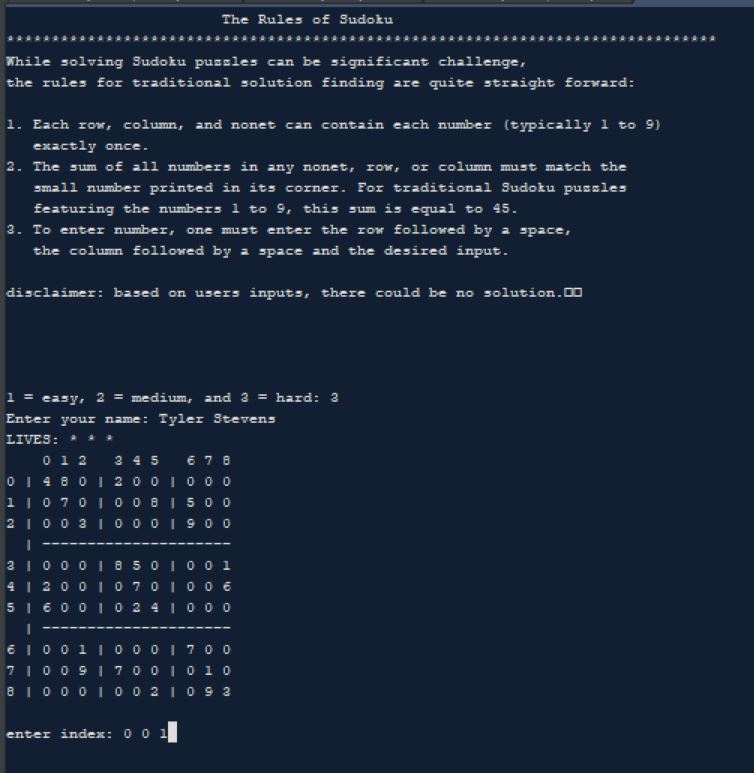 The Rules of Sudoku
********************************************************************************
While solving Sudoku puzzles can be significant challenge,
the rules for traditional solution finding are quite straight forward:
1. Each row, column, and nonet can contain each number (typically 1 to 9)
exactly once.
2. The sum of all numbers in any nonet, row, or column must match the
small number printed in its corner. For traditional Sudoku puzzles
featuring the numbers 1 to 9, this sum is equal to 45.
3. To enter number, one must enter the row followed by a space,
the column followed by a space and the desired input.
disclaimer: based on users inputs, there could be no solution.□□
1 = easy, 2 = medium, and 3 = hard: 3
Enter your name: Tyler Stevens
LIVES: * * *
0 1 2   3 4 5   6 7 8
0 | 4 8 0 | 2 0 0 | 0 0 0
1 | 0 7 0 | 0 0 8 | 5 0 0
2 | 0 0 3 | 0 0 0 | 9 0 0
| ---------------------
3 | 0 0 0 | 8 5 0 | 0 0 1
4 | 2 0 0 | 0 7 0 | 0 0 6
5 | 6 0 0 | 0 2 4 | 0 0 0
| ---------------------
6 | 0 0 1 | 0 0 0 | 7 0 0
7 | 0 0 9 | 7 0 0 | 0 1 0
8 | 0 0 0 | 0 0 2 | 0 9 3
enter index: 0 0 1